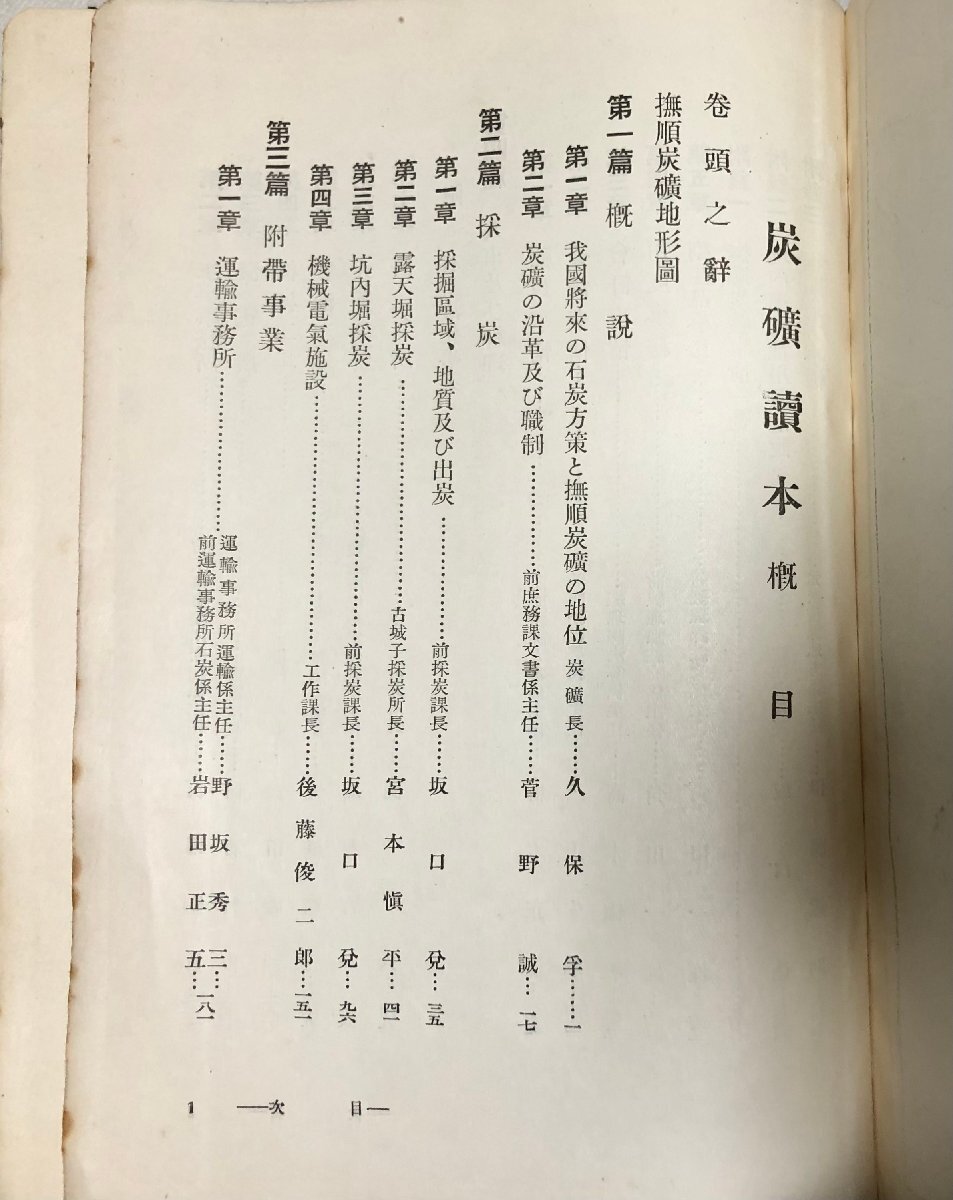 炭礦讀本概目
卷頭之辭
撫順炭礦地形圖
第一篇 概說
第一章 我國將來の石炭方策と撫順炭礦の地位 炭礦長……久保孚……一
第二章 炭礦の沿革及び職制……前庶務課文書係主任……菅野誠…一七
第二篇 採炭
第一章 採掘區域、地質及び出炭……前採炭課長……坂口兌…三五
第二章 露天堀採炭……古城子採炭所長……宮本愼平…四一
第三章 坑內堀採炭……前採炭課長……坂口兌…九六
第四章 機械電氣施設……工作課長……後藤俊二郎…一五一
第三篇 附帶事業
第一章 運輸事務所……運輸事務所運輸係主任……野坂秀三…一八一
前運輸事務所石炭係主任……岩田正五
―目次― 1